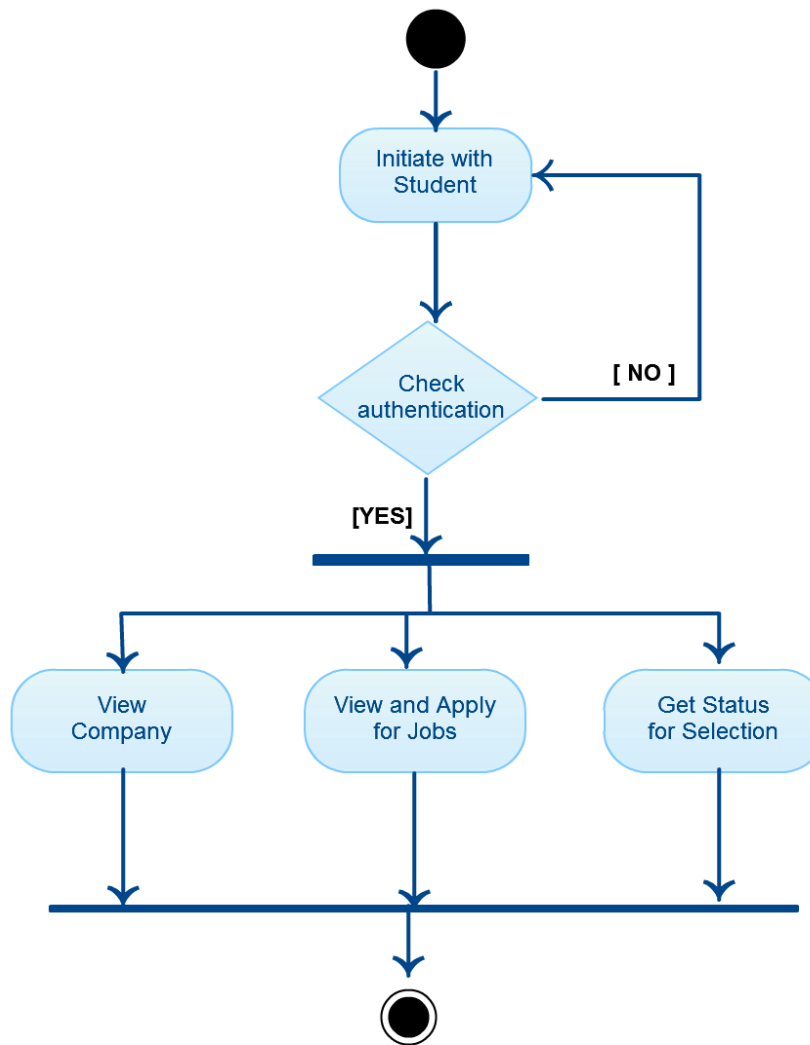 Initiate with
Student
Check
authentication
[ NO ]
[YES]
View
Company
View and Apply
for Jobs
Get Status
for Selection